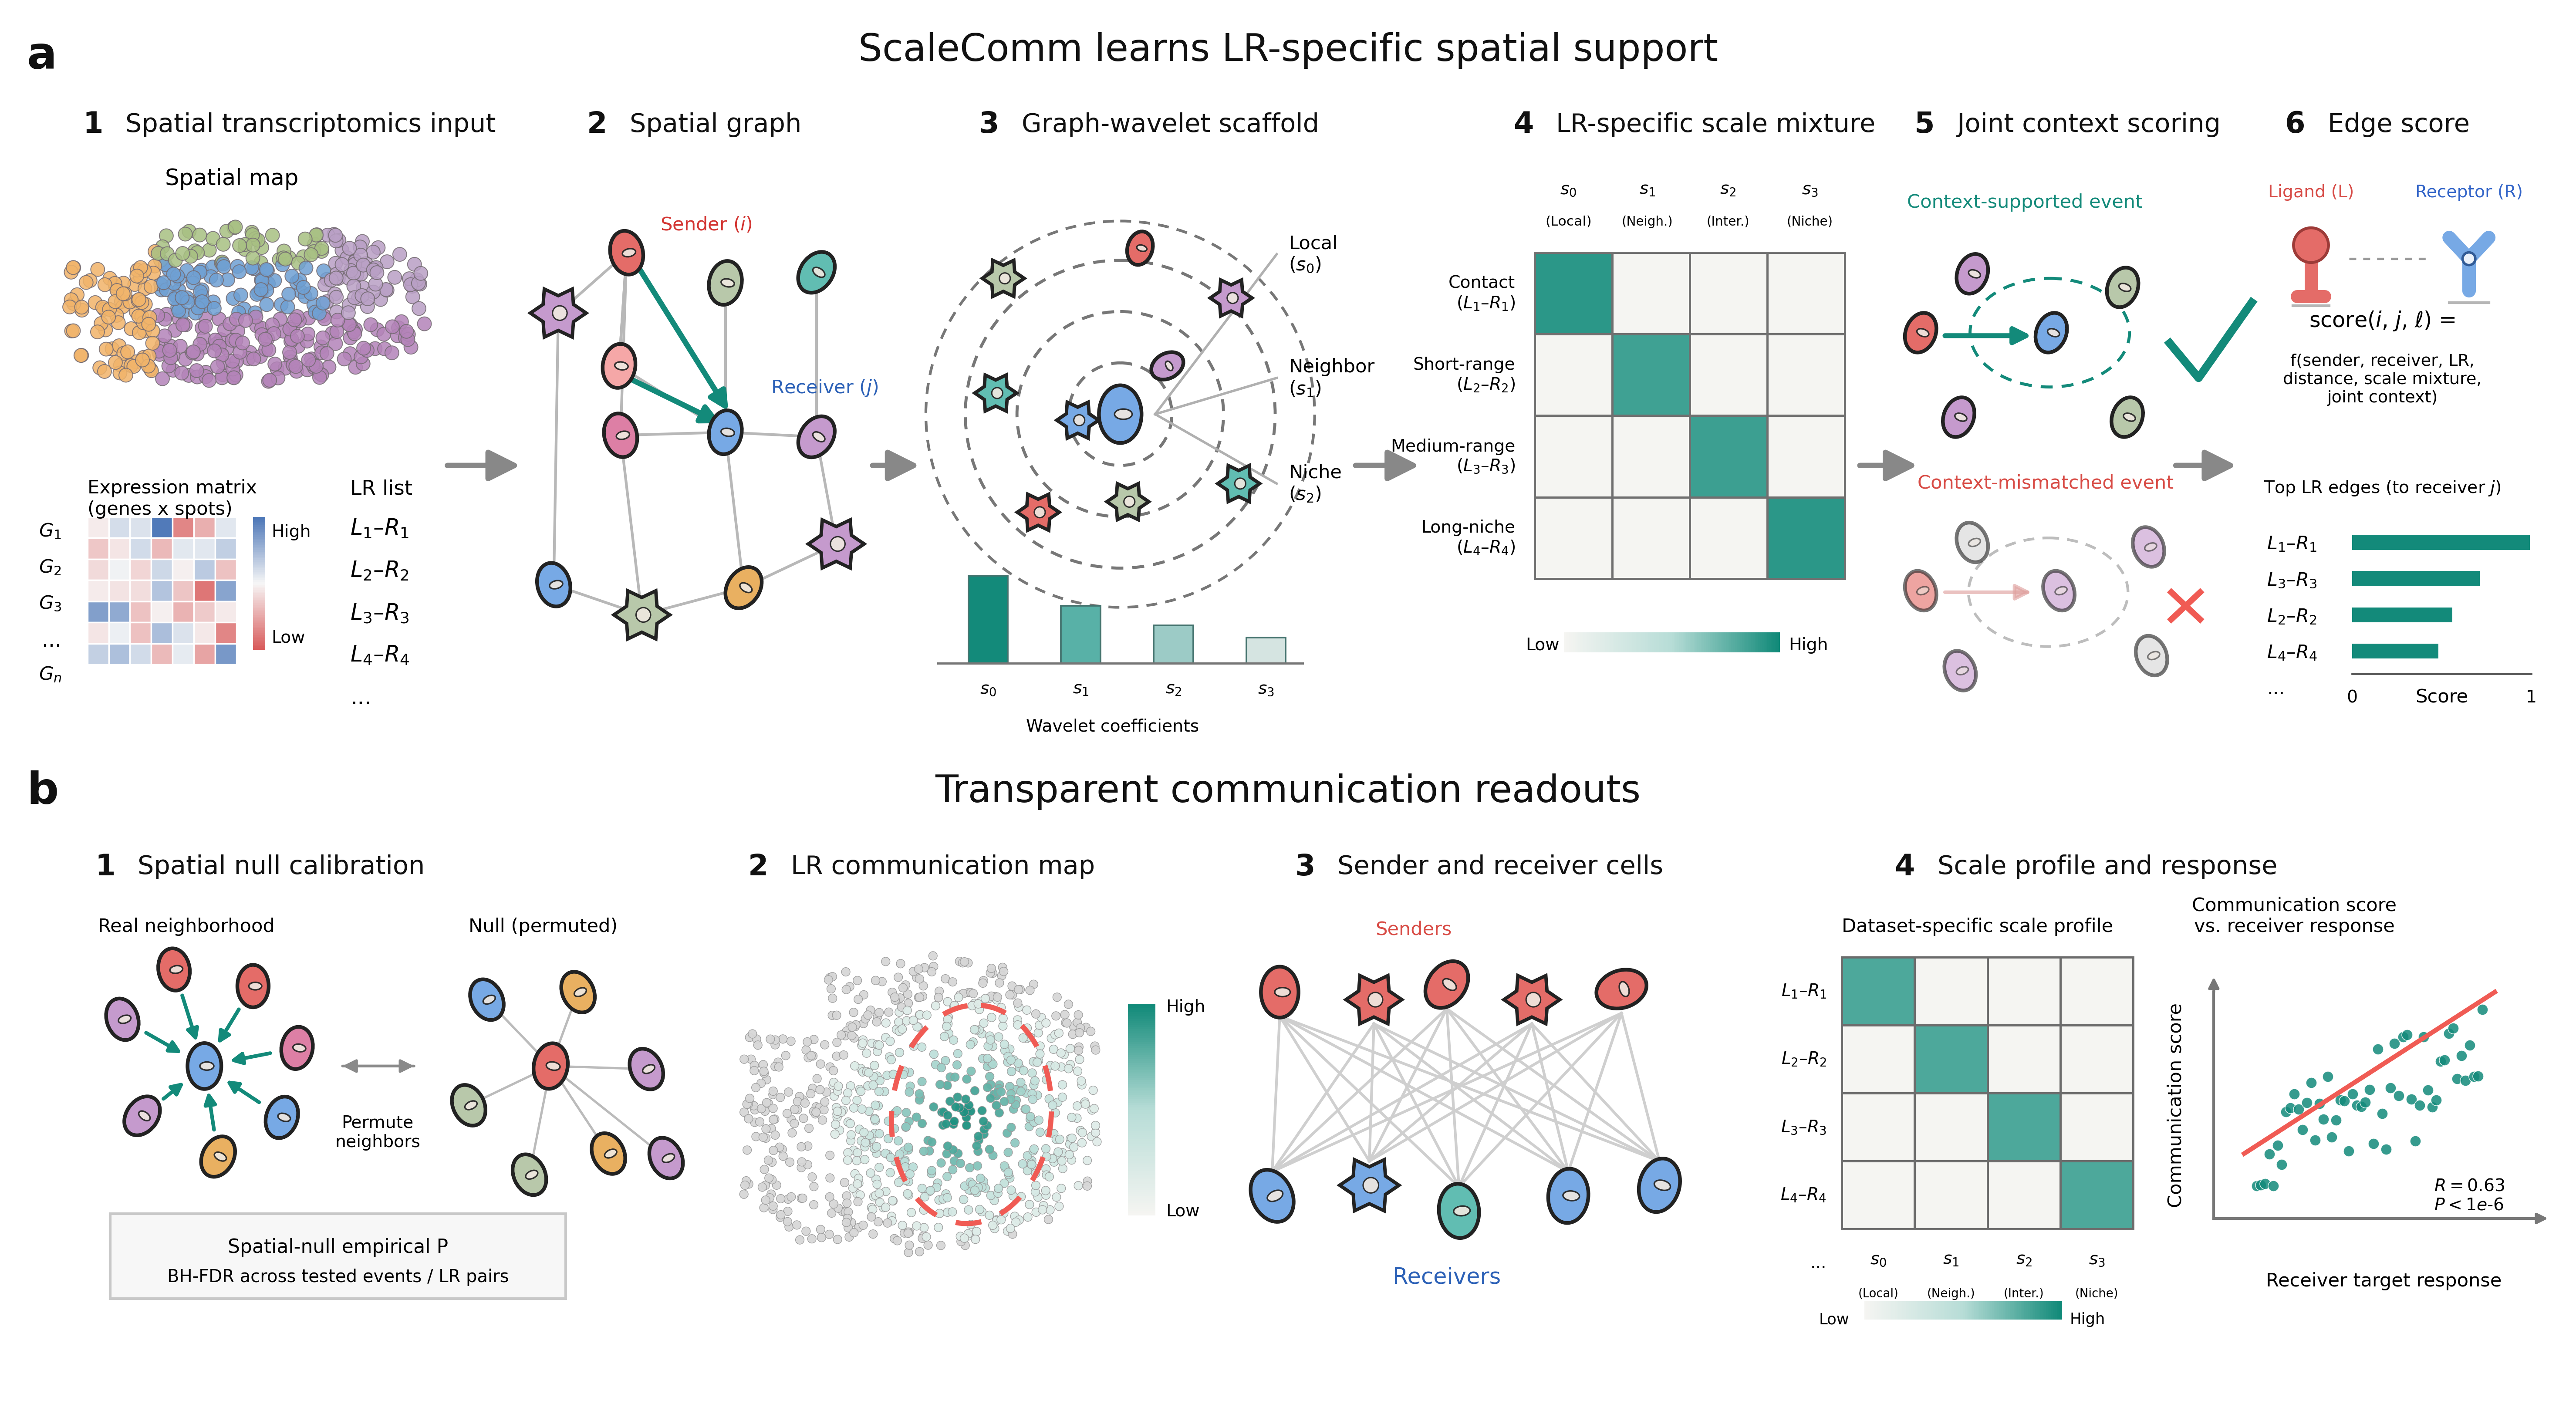 a
ScaleComm learns LR-specific spatial support
1 Spatial transcriptomics input
Spatial map
Expression matrix
(genes x spots)
G1
G2
G3
...
Gn
High
Low
LR list
L1–R1
L2–R2
L3–R3
L4–R4
...
2 Spatial graph
Sender (i)
Receiver (j)
3 Graph-wavelet scaffold
Local
(s0)
Neighbor
(s1)
Niche
(s2)
s0 s1 s2 s3
Wavelet coefficients
4 LR-specific scale mixture
s0 s1 s2 s3
(Local) (Neigh.) (Inter.) (Niche)
Contact
(L1–R1)
Short-range
(L2–R2)
Medium-range
(L3–R3)
Long-niche
(L4–R4)
Low High
5 Joint context scoring
Context-supported event
Context-mismatched event
6 Edge score
Ligand (L) Receptor (R)
score(i, j, ℓ) =
f(sender, receiver, LR,
distance, scale mixture,
joint context)
Top LR edges (to receiver j)
L1–R1
L3–R3
L2–R2
L4–R4
...
0 Score 1
b
Transparent communication readouts
1 Spatial null calibration
Real neighborhood
Null (permuted)
Permute
neighbors
Spatial-null empirical P
BH-FDR across tested events / LR pairs
2 LR communication map
High
Low
3 Sender and receiver cells
Senders
Receivers
4 Scale profile and response
Dataset-specific scale profile
L1–R1
L2–R2
L3–R3
L4–R4
... s0 s1 s2 s3
(Local) (Neigh.) (Inter.) (Niche)
Low High
Communication score
vs. receiver response
Communication score
R = 0.63
P < 1e-6
Receiver target response